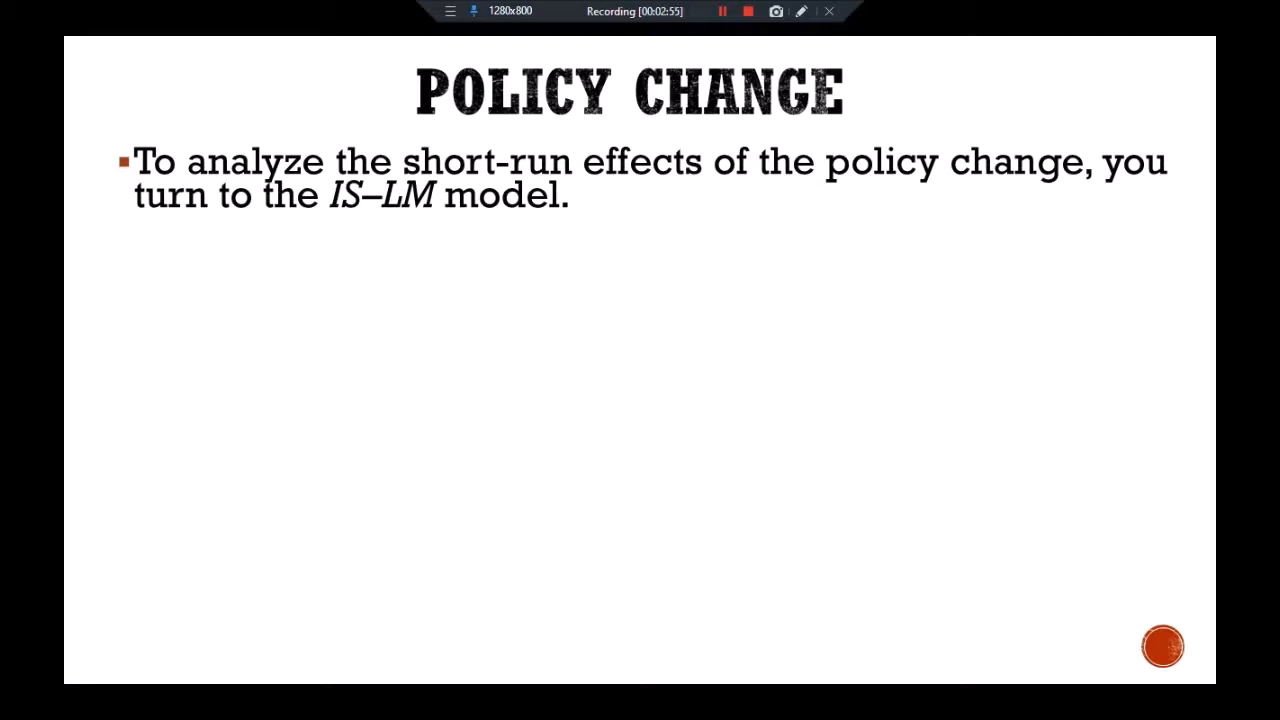 1280x800 Recording [00:02:55]
POLICY CHANGE
▪To analyze the short-run effects of the policy change, you
turn to the IS–LM model.